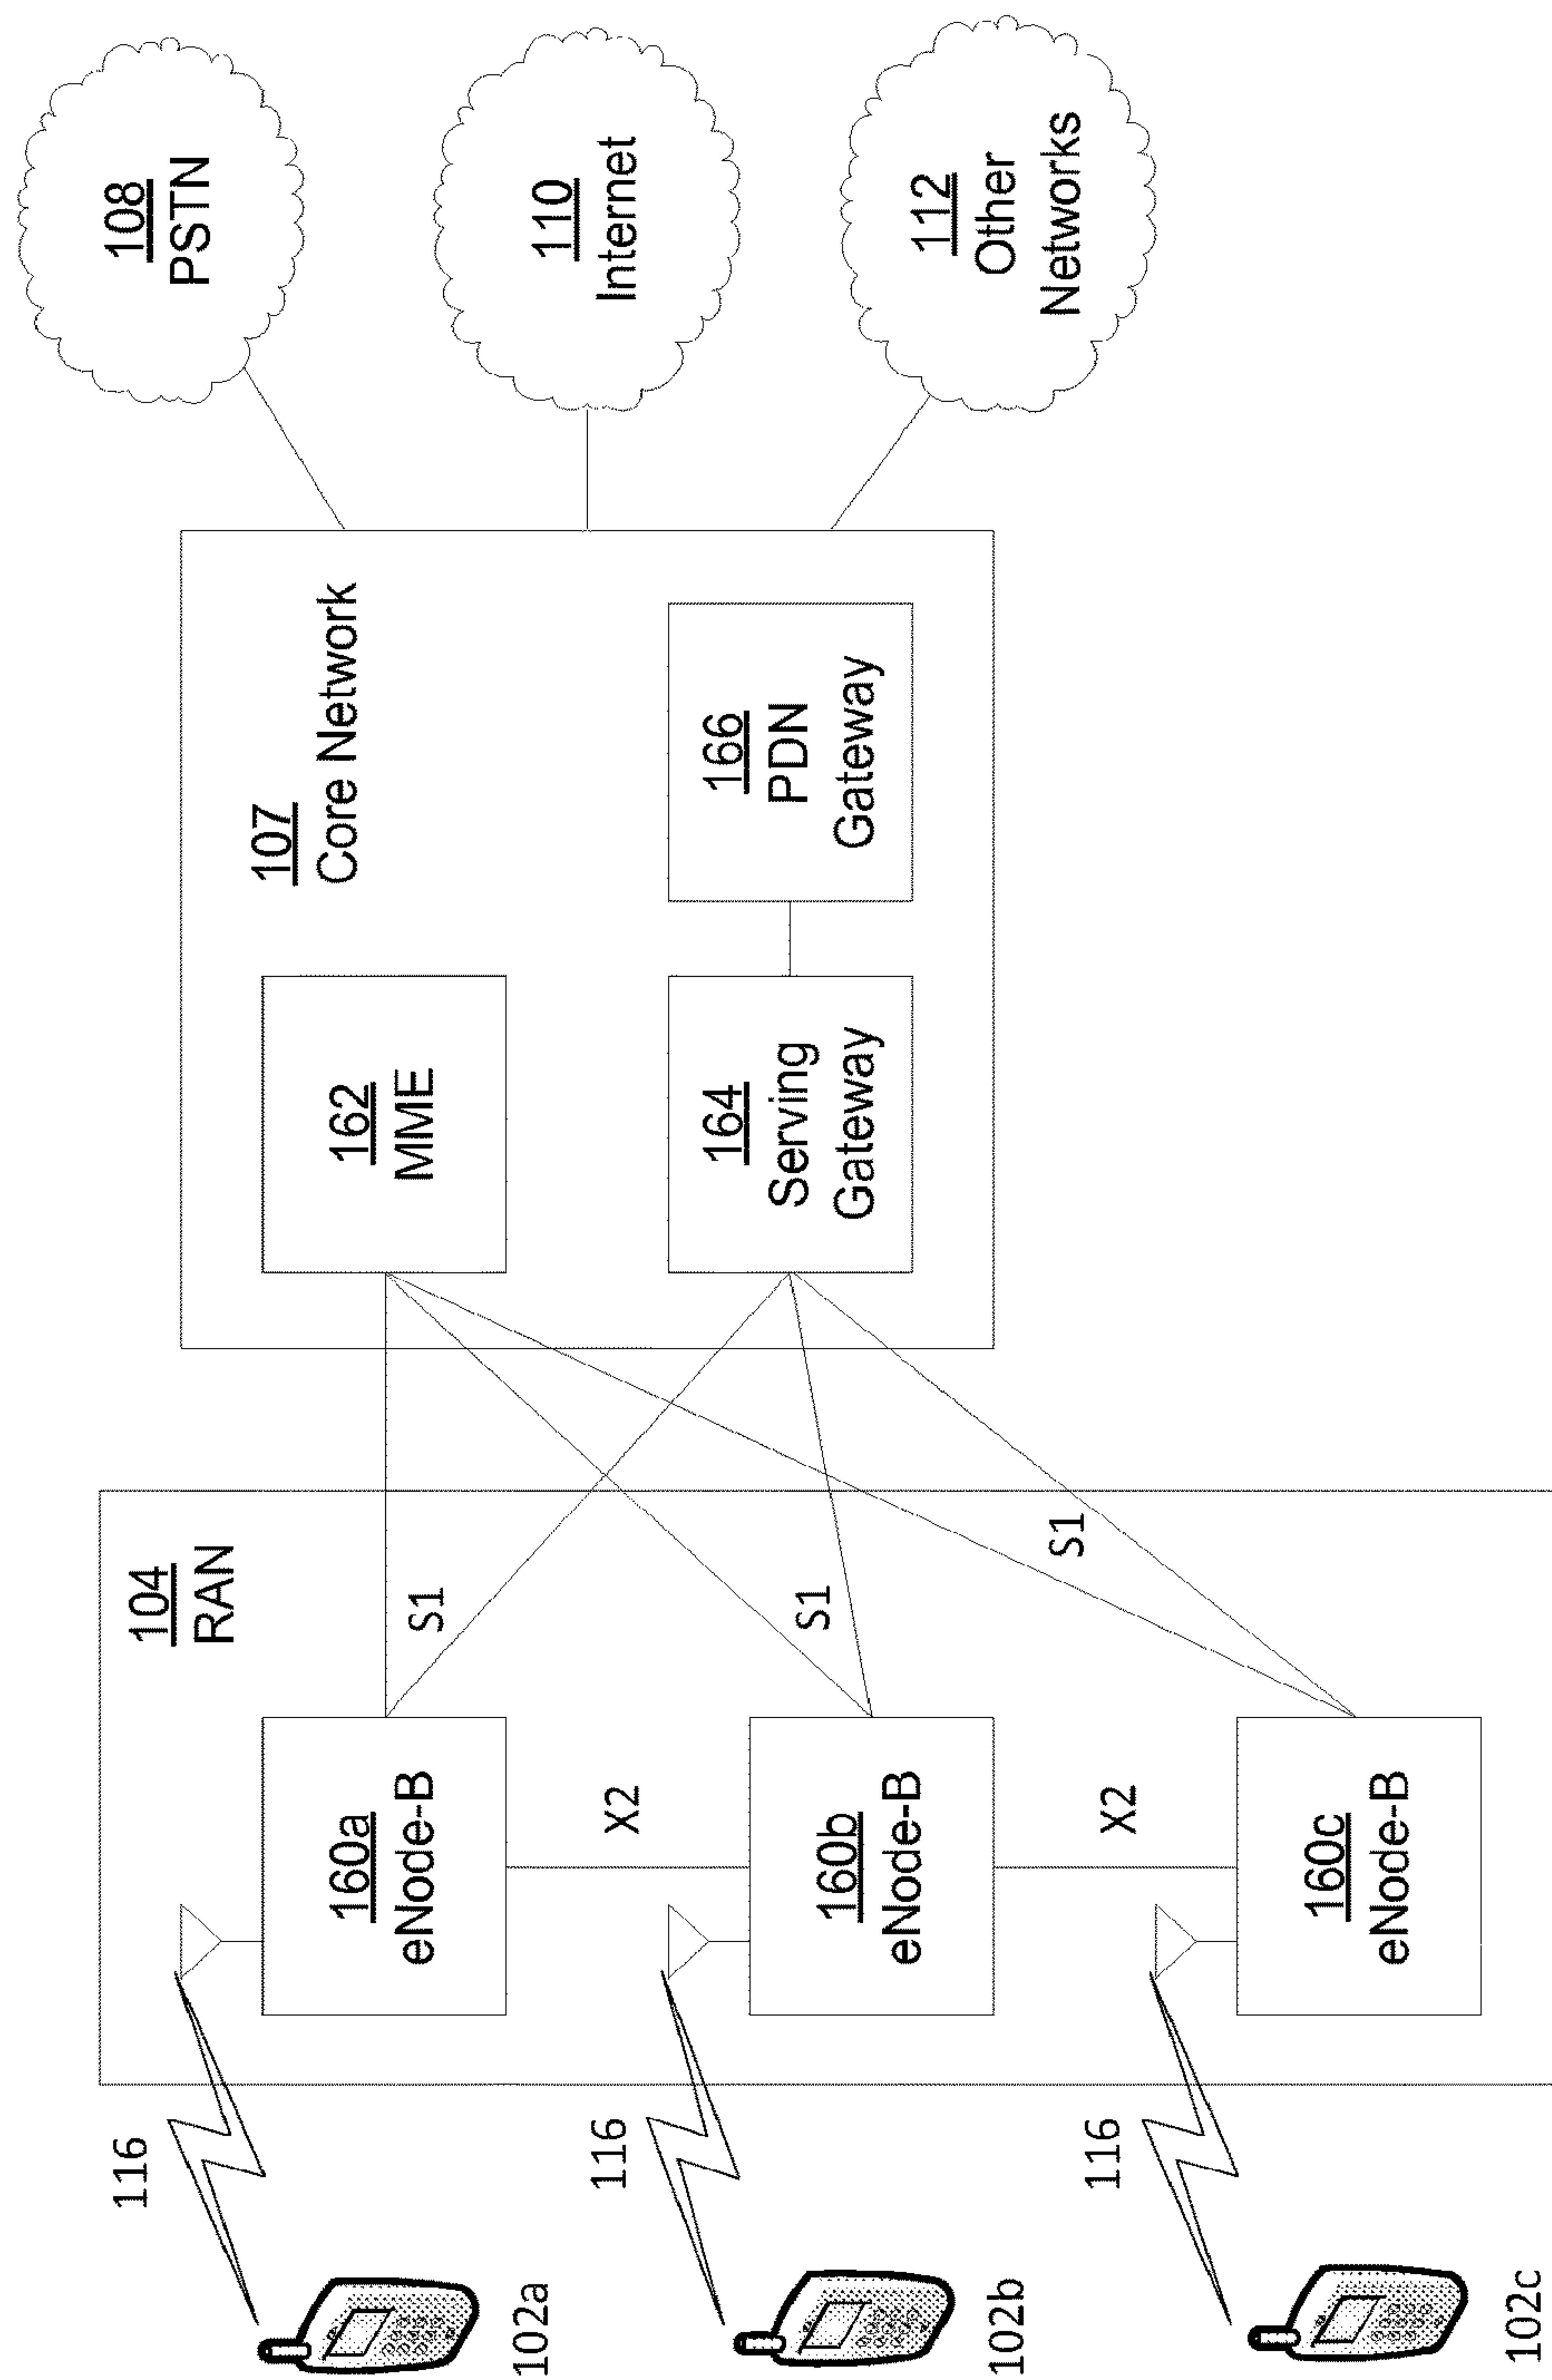 116
102a
104
RAN
160a
eNode-B
S1
X2
116
102b
160b
eNode-B
S1
X2
116
102c
160c
eNode-B
S1
107
Core Network
162
MME
164
Serving
Gateway
166
PDN
Gateway
108
PSTN
110
Internet
112
Other
Networks